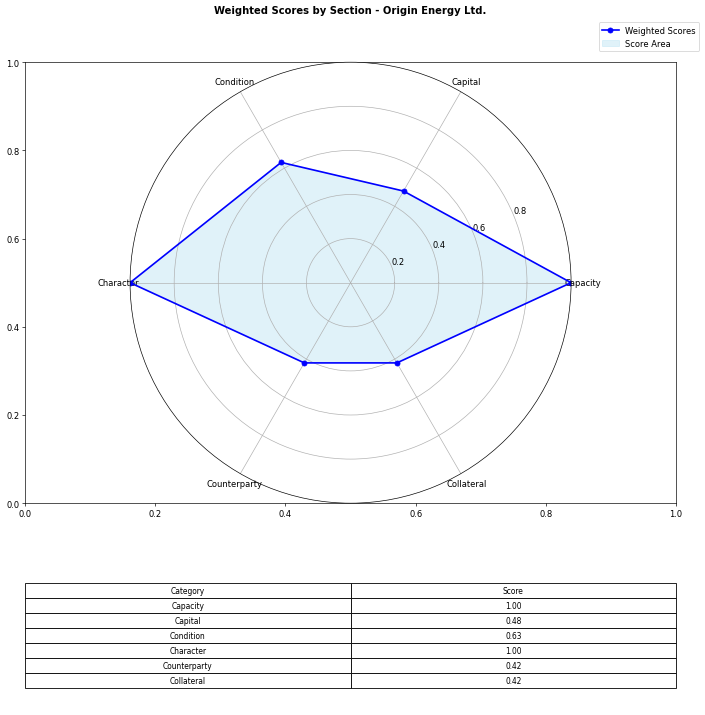 Weighted Scores by Section - Origin Energy Ltd.
Weighted Scores
Score Area
1.0
Condition
Capital
0.8
0.8
0.6
0.6
0.4
0.2
Character
Capacity
0.4
0.2
Counterparty
Collateral
0.0
0.0
0.2
0.4
0.6
0.8
1.0
Category Score
Capacity 1.00
Capital 0.48
Condition 0.63
Character 1.00
Counterparty 0.42
Collateral 0.42